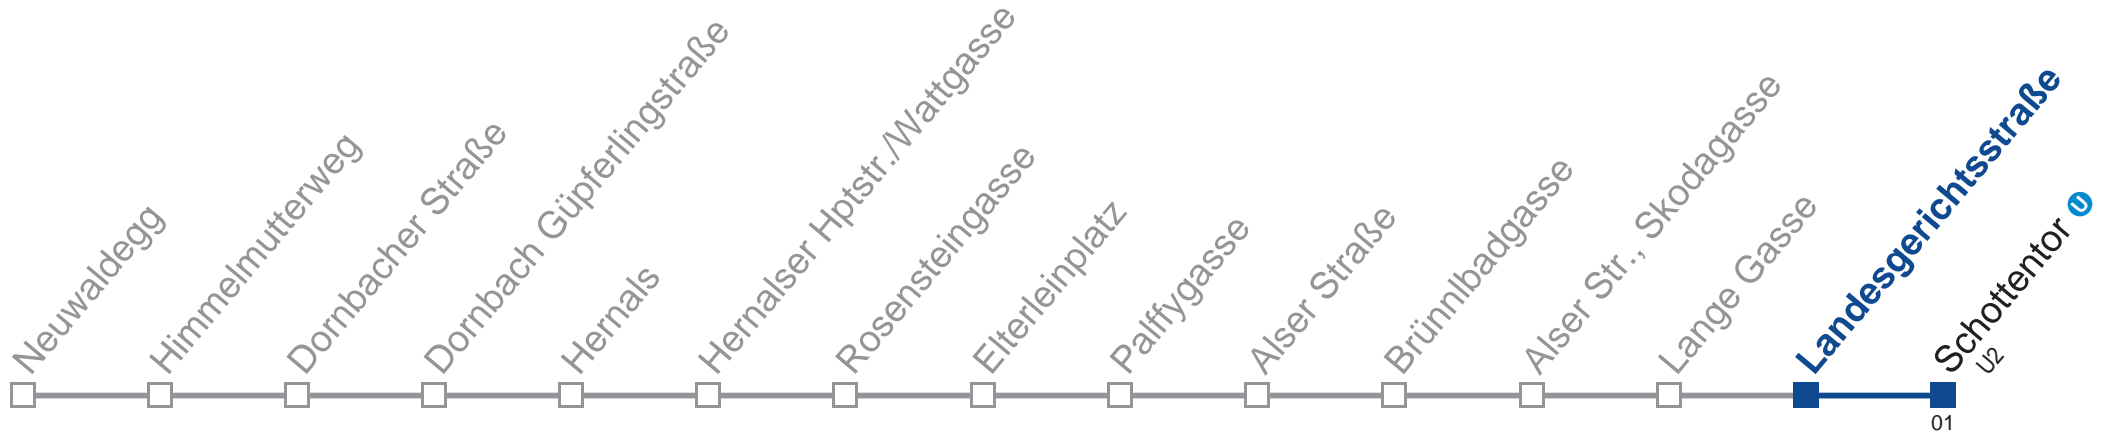 Neuwaldegg
Himmelmutterweg
Dornbacher Straße
Dornbach Güpferlingstraße
Hernals
Hernalser Hptstr./Wattgasse
Rosensteingasse
Elterleinplatz
Palffygasse
Alser Straße
Brünnlbadgasse
Alser Str., Skodagasse
Lange Gasse
Landesgerichtsstraße
Schottentor U
U2
01